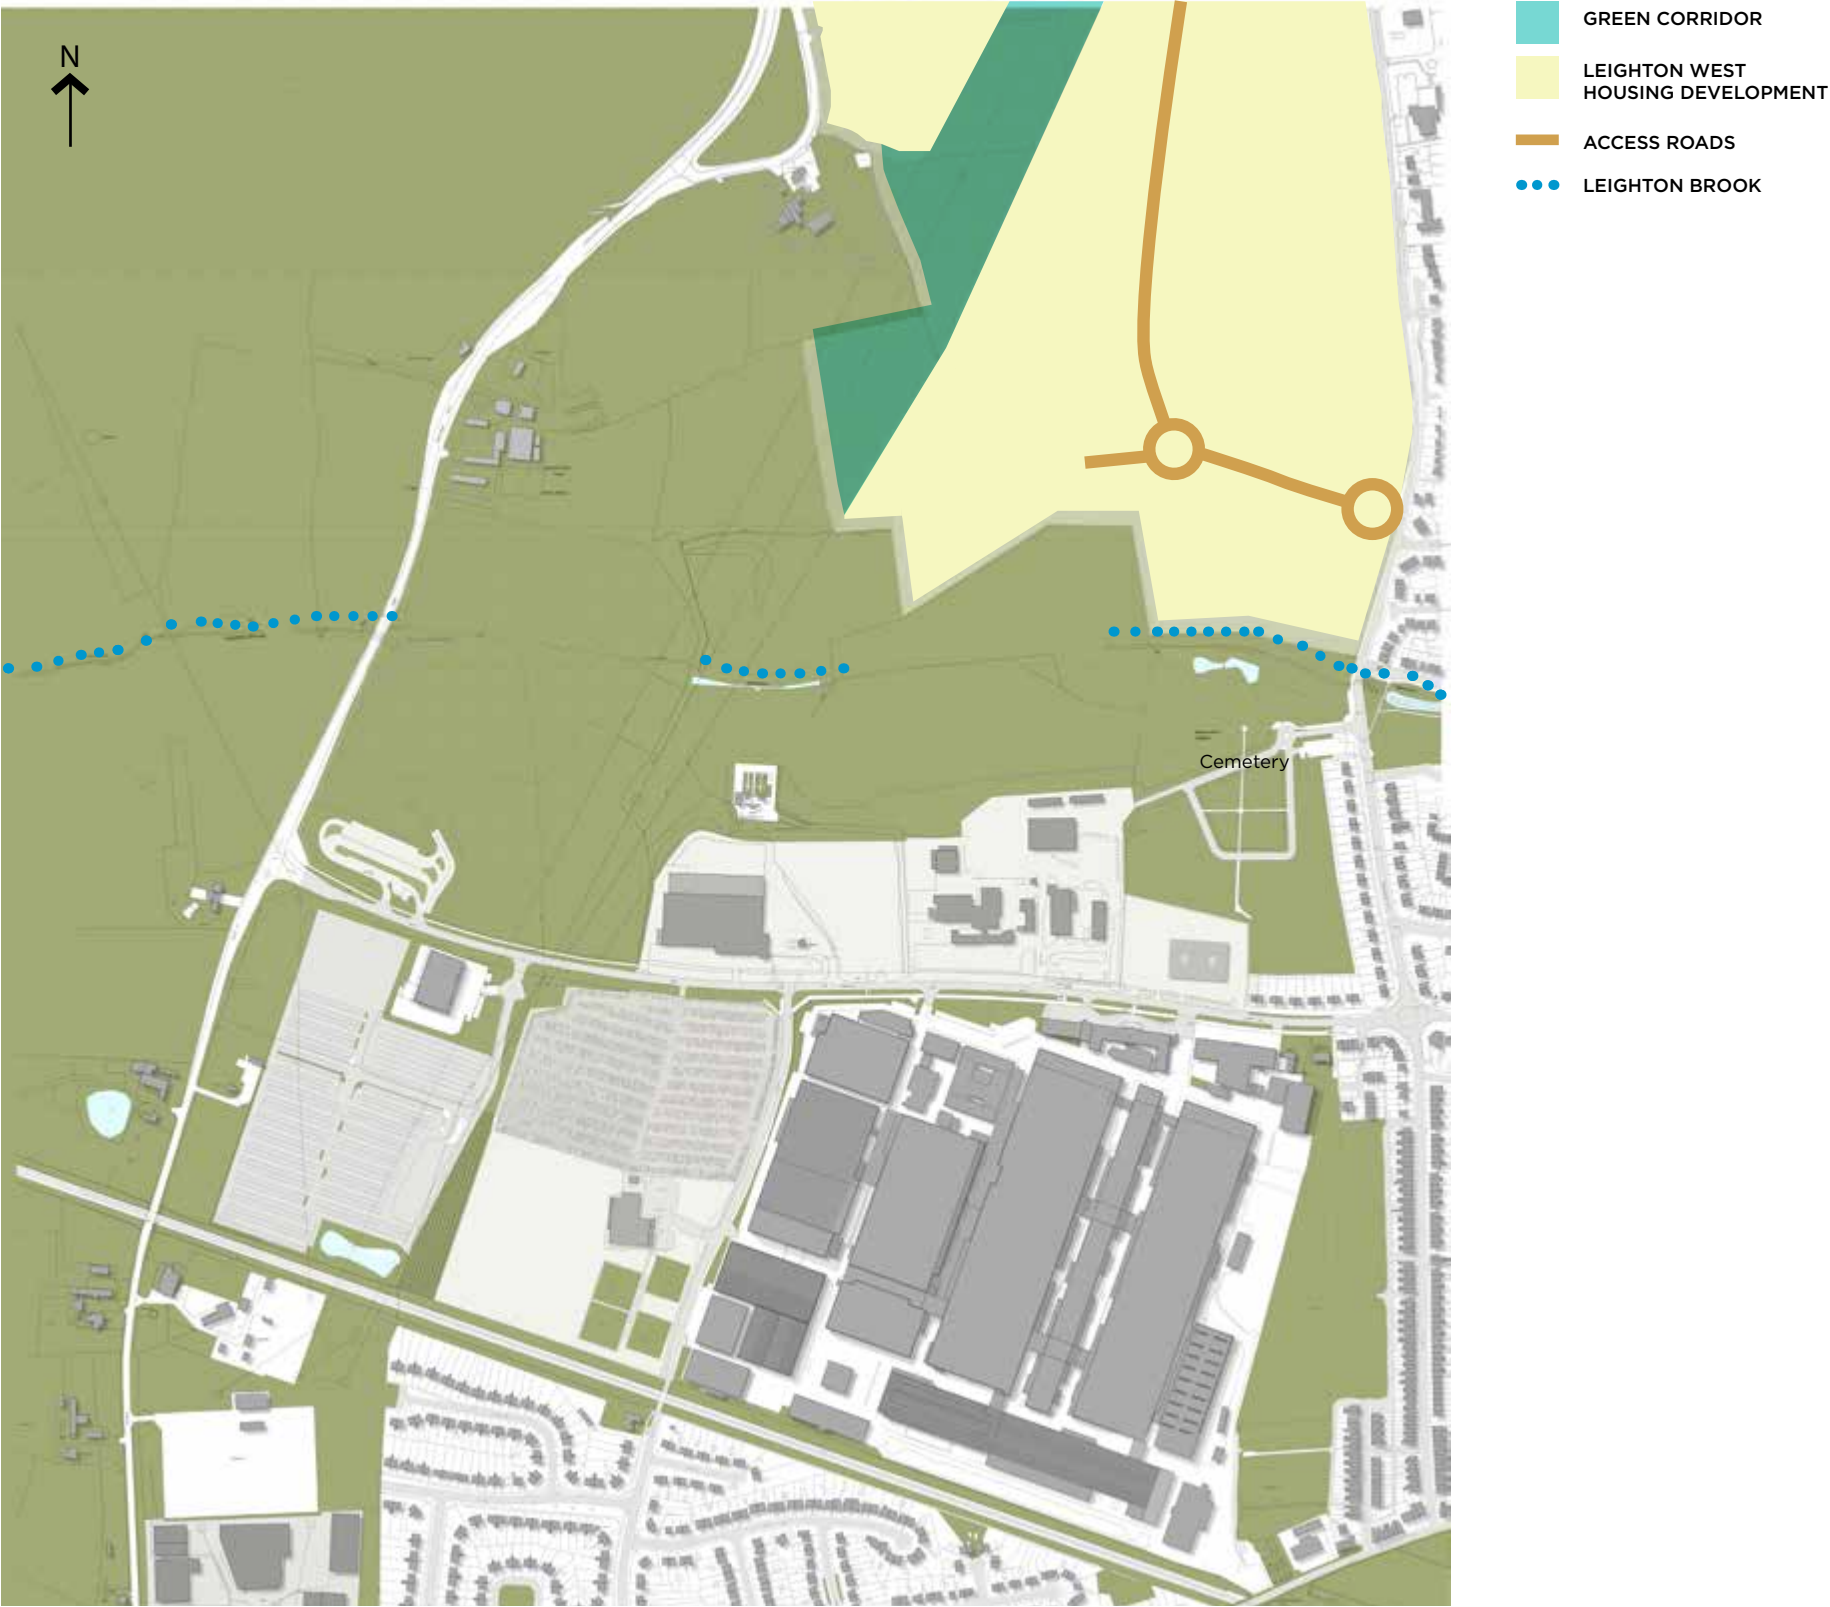 N
GREEN CORRIDOR
LEIGHTON WEST
HOUSING DEVELOPMENT
ACCESS ROADS
LEIGHTON BROOK
Cemetery